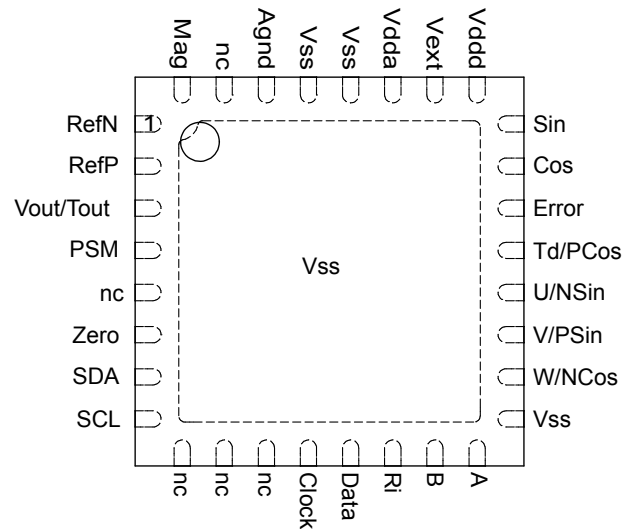 Mag
nc
Agnd
Vss
Vss
Vdda
Vext
Vddd
RefN
1
Sin
RefP
Cos
Vout/Tout
Error
PSM
Td/PCos
Vss
nc
U/NSin
Zero
V/PSin
SDA
W/NCos
SCL
Vss
nc
nc
nc
Clock
Data
Ri
B
A